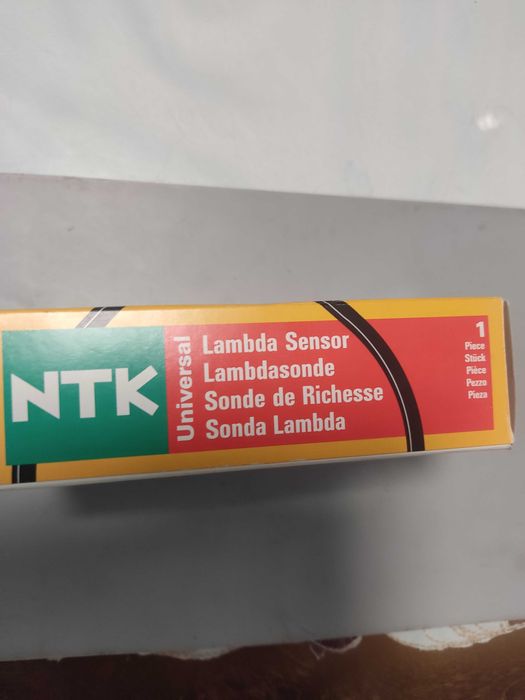 NTK
Universal
Lambda Sensor
Lambdasonde
Sonde de Richesse
Sonda Lambda
1
Piece
Stück
Pièce
Pezzo
Pieza